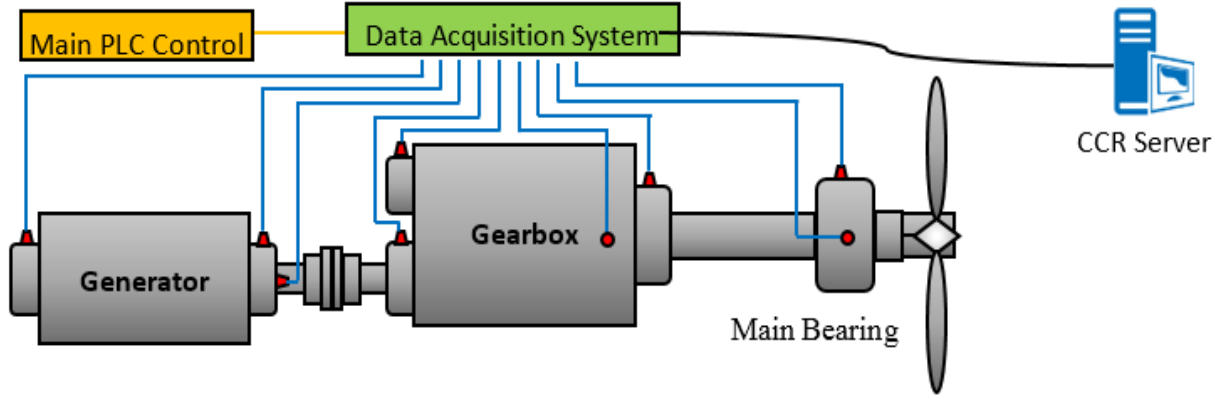 Main PLC Control
Data Acquisition System
CCR Server
Gearbox
Generator
Main Bearing